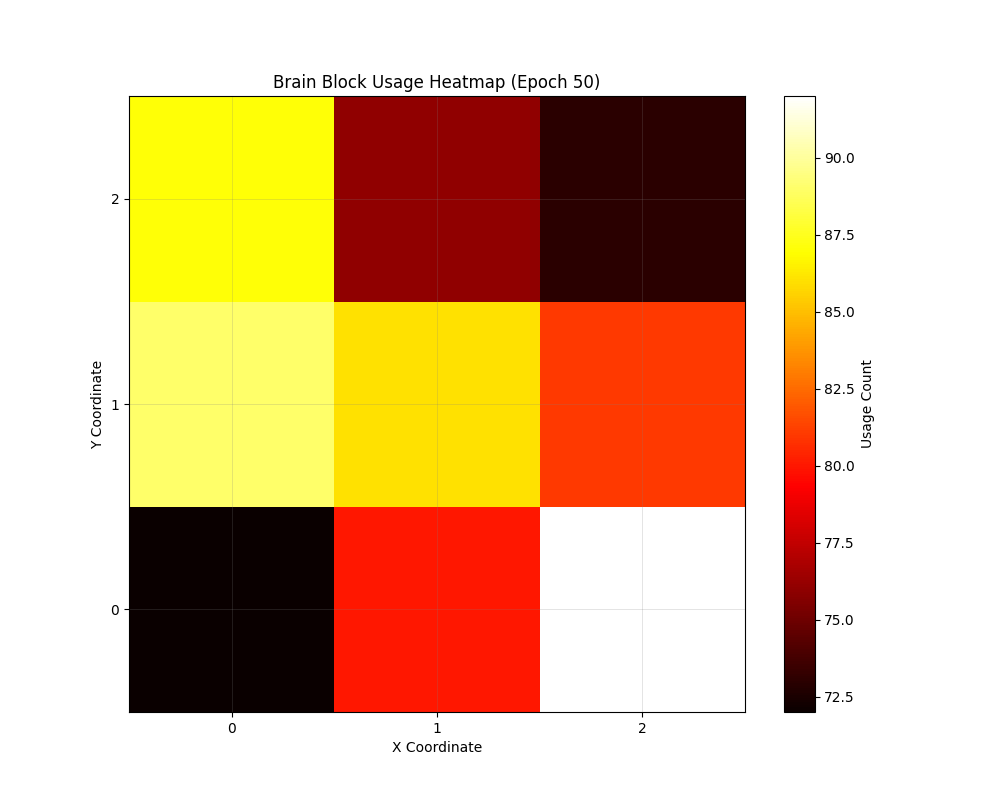 Brain Block Usage Heatmap (Epoch 50)
2
1
0
Y Coordinate
0 1 2
X Coordinate
90.0
87.5
85.0
82.5
80.0
77.5
75.0
72.5
Usage Count